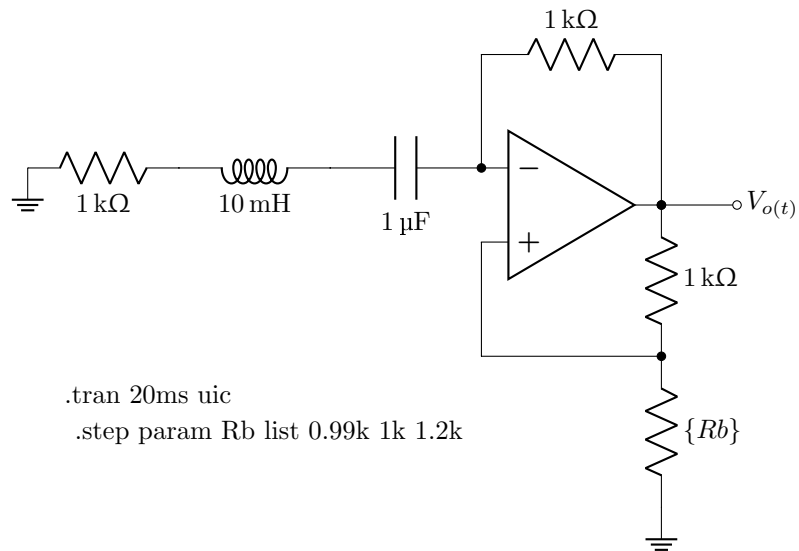 1 kΩ
1 kΩ
10 mH
1 µF
−
+
V_{o(t)}
1 kΩ
{Rb}
.tran 20ms uic
.step param Rb list 0.99k 1k 1.2k